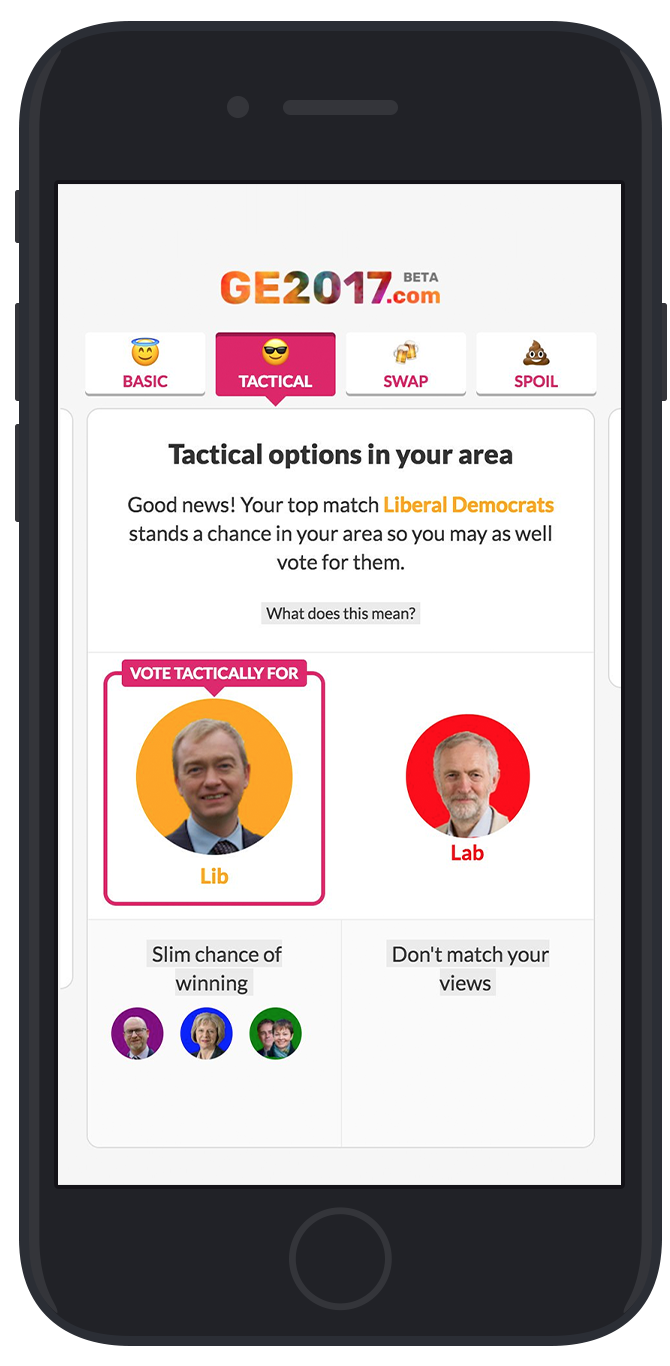 GE2017.com BETA
BASIC
TACTICAL
SWAP
SPOIL
Tactical options in your area
Good news! Your top match Liberal Democrats
stands a chance in your area so you may as well
vote for them.
What does this mean?
VOTE TACTICALLY FOR
Lib
Lab
Slim chance of
winning
Don't match your
views